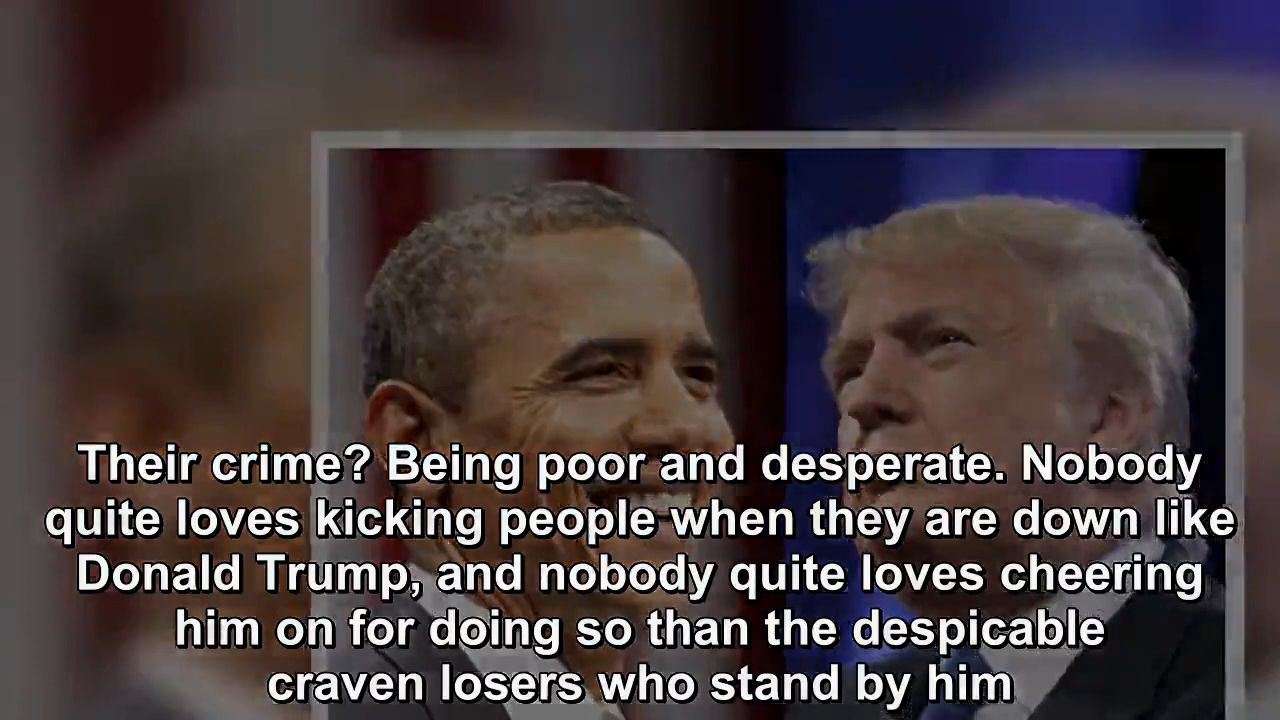 Their crime? Being poor and desperate. Nobody
quite loves kicking people when they are down like
Donald Trump, and nobody quite loves cheering
him on for doing so than the despicable
craven losers who stand by him